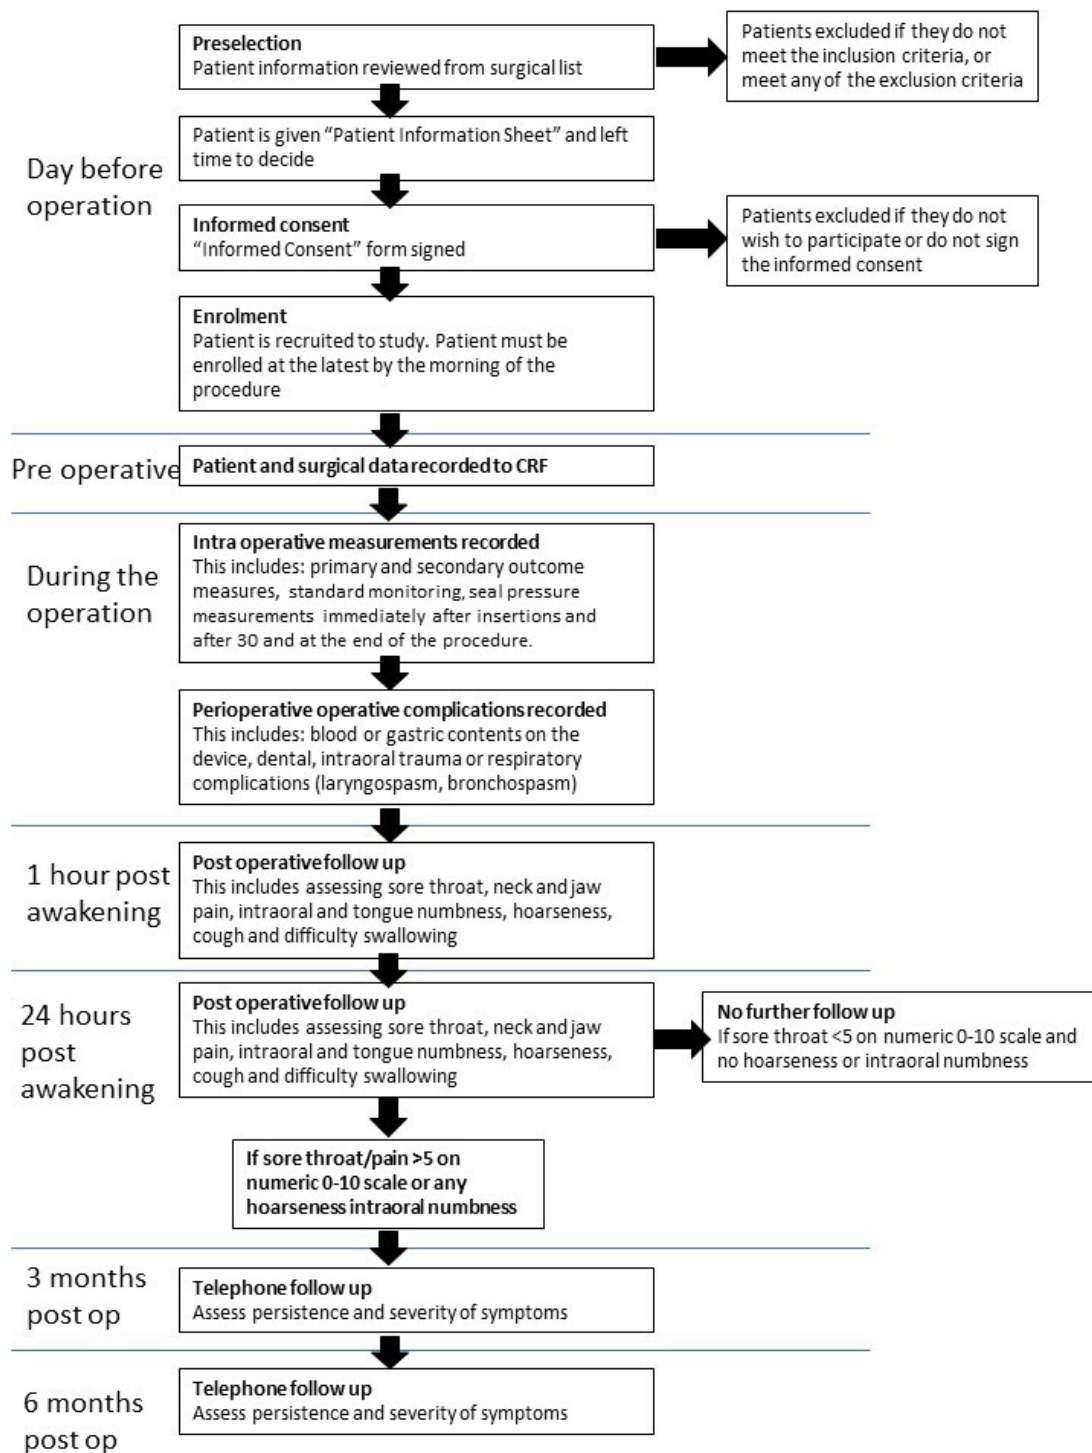 Preselection
Patient information reviewed from surgical list
Patients excluded if they do not
meet the inclusion criteria, or
meet any of the exclusion criteria
Day before
operation
Patient is given “Patient Information Sheet” and left
time to decide
Informed consent
“Informed Consent” form signed
Patients excluded if they do not
wish to participate or do not sign
the informed consent
Enrolment
Patient is recruited to study. Patient must be
enrolled at the latest by the morning of the
procedure
Pre operative
Patient and surgical data recorded to CRF
During the
operation
Intra operative measurements recorded
This includes: primary and secondary outcome
measures, standard monitoring, seal pressure
measurements immediately after insertions and
after 30 and at the end of the procedure.
Perioperative operative complications recorded
This includes: blood or gastric contents on the
device, dental, intraoral trauma or respiratory
complications (laryngospasm, bronchospasm)
1 hour post
awakening
Post operative follow up
This includes assessing sore throat, neck and jaw
pain, intraoral and tongue numbness, hoarseness,
cough and difficulty swallowing
24 hours
post
awakening
Post operative follow up
This includes assessing sore throat, neck and jaw
pain, intraoral and tongue numbness, hoarseness,
cough and difficulty swallowing
No further follow up
If sore throat <5 on numeric 0-10 scale and
no hoarseness or intraoral numbness
If sore throat/pain >5 on
numeric 0-10 scale or any
hoarseness intraoral numbness
3 months
post op
Telephone follow up
Assess persistence and severity of symptoms
6 months
post op
Telephone follow up
Assess persistence and severity of symptoms